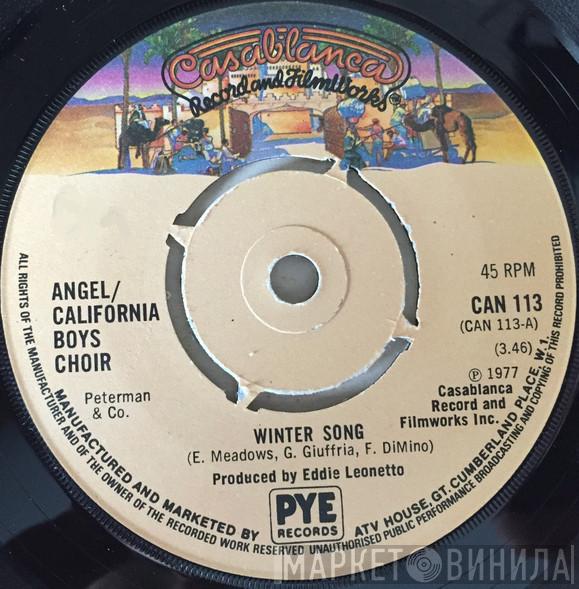 Casablanca
Record and FilmWorks
ANGEL/
CALIFORNIA
BOYS
CHOIR
Peterman
& Co.
45 RPM
CAN 113
(CAN 113-A)
(3.46)
℗ 1977
Casablanca
Record and
Filmworks Inc.
WINTER SONG
(E. Meadows, G. Giuffria, F. DiMino)
Produced by Eddie Leonetto
PYE
RECORDS
MANUFACTURED AND MARKETED BY
ATV HOUSE, GT. CUMBERLAND PLACE, W.1.
ALL RIGHTS OF THE MANUFACTURER AND OF THE OWNER OF THE RECORDED WORK RESERVED UNAUTHORISED PUBLIC PERFORMANCE BROADCASTING AND COPYING OF THIS RECORD PROHIBITED
МАРКЕТ ВИНИЛА